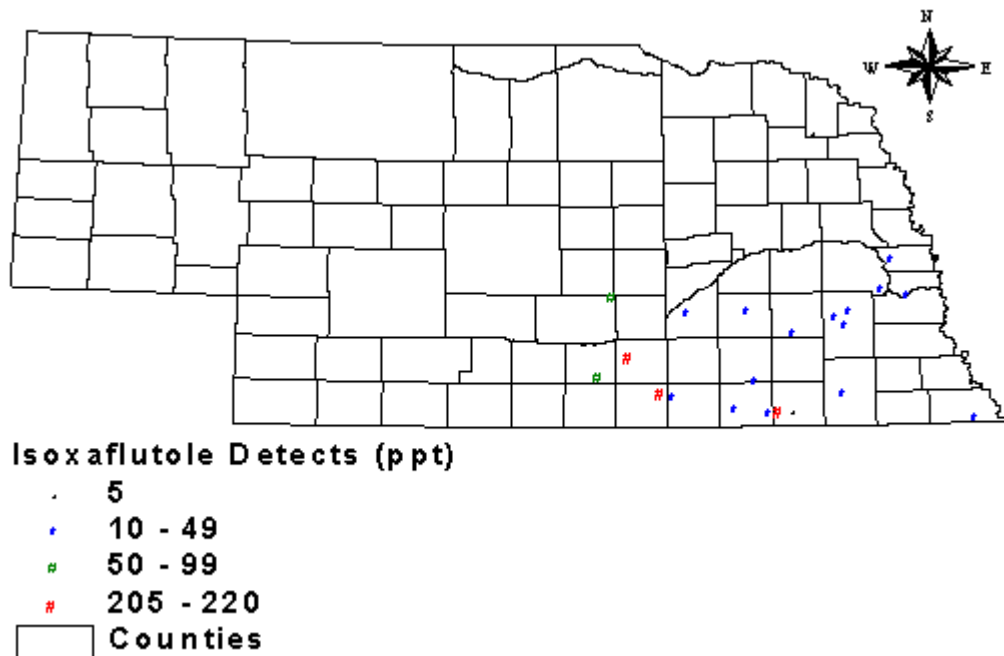 N
W E
S
Isoxaflutole Detects (ppt)
5
10 - 49
# 50 - 99
# 205 - 220
Counties